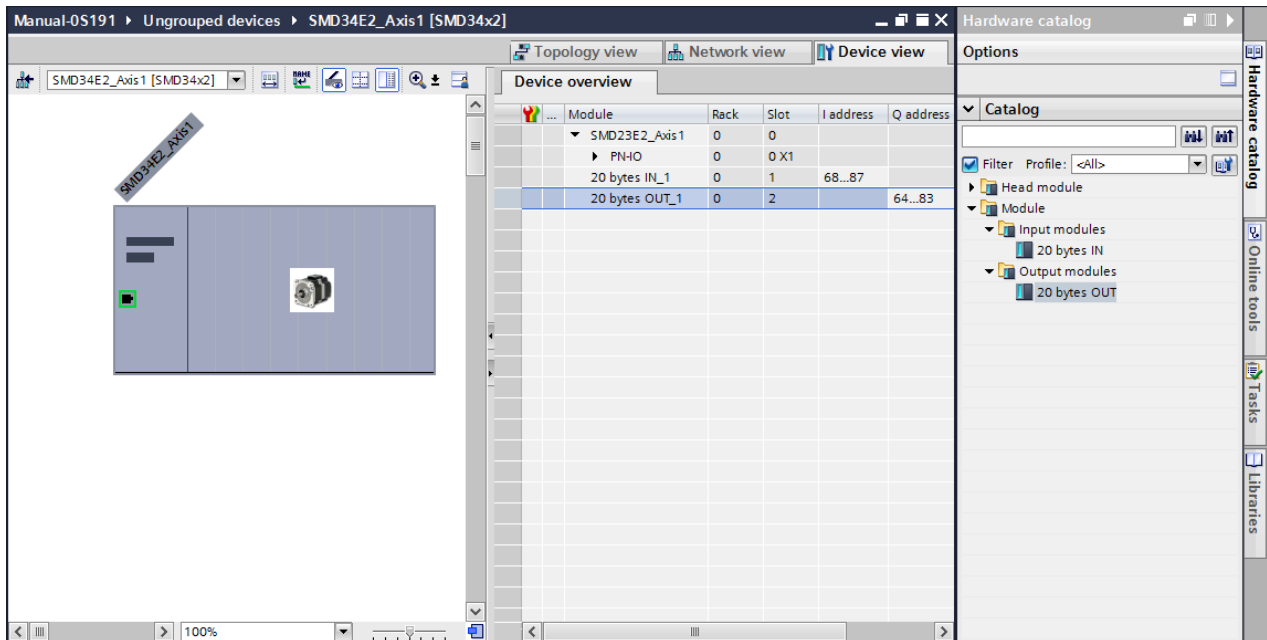 Manual-0S191 ▸ Ungrouped devices ▸ SMD34E2_Axis1 [SMD34x2]
Hardware catalog
Topology view
Network view
Device view
Options
SMD34E2_Axis1 [SMD34x2]
NAME
Device overview
... Module Rack Slot I address Q address
SMD23E2_Axis1 0 0
PN-IO 0 0 X1
20 bytes IN_1 0 1 68...87
20 bytes OUT_1 0 2 64...83
SMD34E2_Axis1
100%
Catalog
Filter Profile: <All>
Head module
Module
Input modules
20 bytes IN
Output modules
20 bytes OUT
Hardware catalog
Online tools
Tasks
Libraries